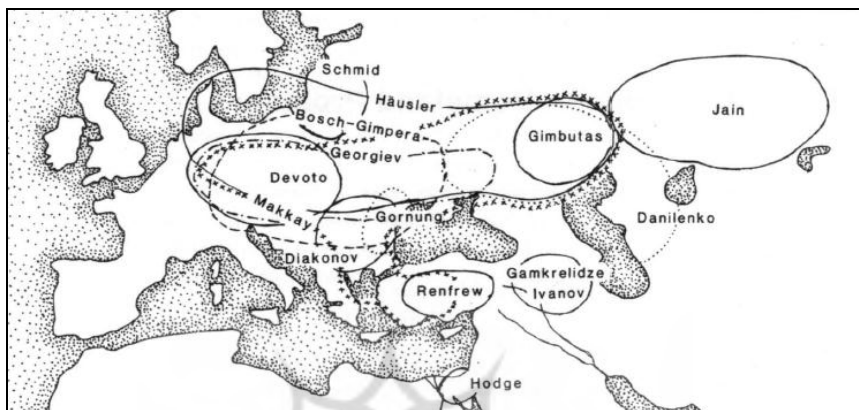 Schmid
Häusler
Jain
Bosch-Gimpera
Gimbutas
Georgiev
Devoto
Makkay
Gornung
Danilenko
Diakonov
Gamkrelidze
Renfrew
Ivanov
Hodge